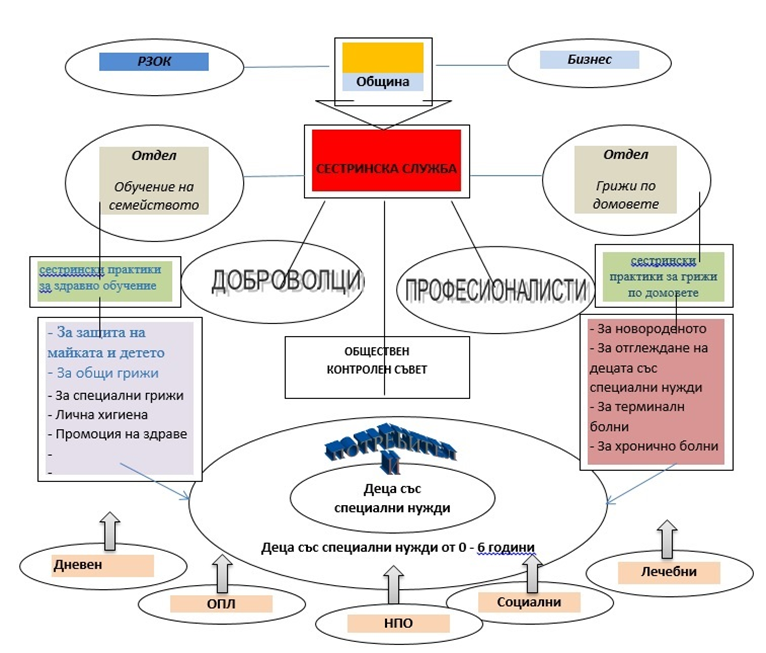 РЗОК
Община
Бизнес
Отдел
Обучение на
семейството
СЕСТРИНСКА СЛУЖБА
Отдел
Грижи по
домовете
сестрински практики
за здравно обучение
ДОБРОВОЛЦИ
ПРОФЕСИОНАЛИСТИ
сестрински
практики за грижи
по домовете
- За защита на
майката и детето
- За общи грижи
- За специални грижи
- Лична хигиена
- Промоция на здраве
-
-
ОБЩЕСТВЕН
КОНТРОЛЕН СЪВЕТ
- За новороденото
- За отглеждане на
децата със
специални нужди
- За терминалн
болни
- За хронично болни
ПОТРЕБИТЕЛ
И
Деца със
специални нужди
Деца със специални нужди от 0 - 6 години
Дневен
ОПЛ
НПО
Социални
Лечебни